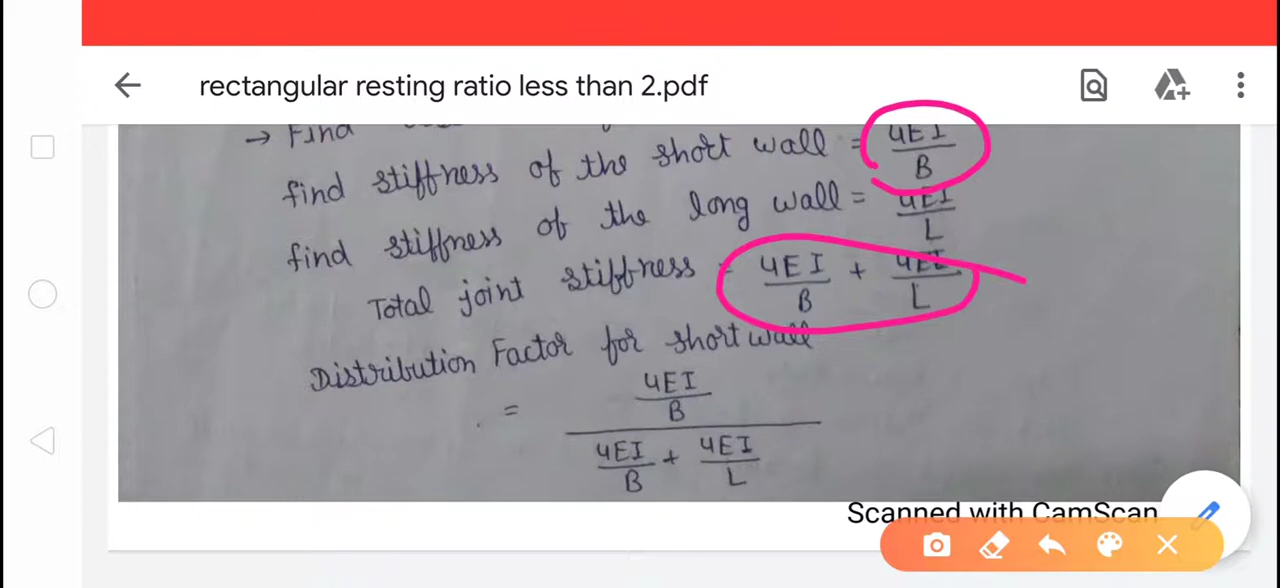 rectangular resting ratio less than 2.pdf
→ Find
find stiffness of the short wall = 4EI/B
find stiffness of the long wall = 4EI/L
Total joint stiffness = 4EI/B + 4EI/L
Distribution Factor for short wall
= (4EI/B) / (4EI/B + 4EI/L)
Scanned with CamScan